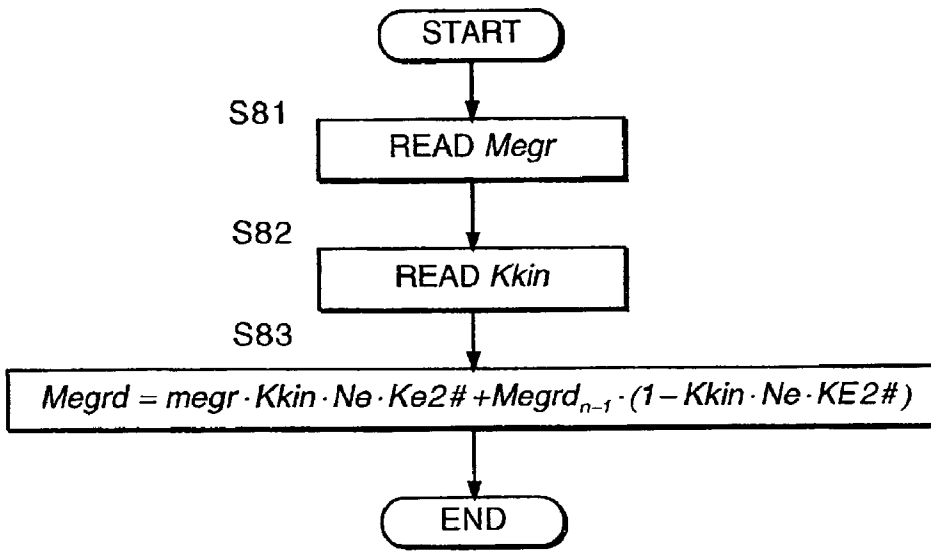 START
S81
READ Megr
S82
READ Kkin
S83
Megrd = megr·Kkin·Ne·Ke2#+Megrdₙ₋₁·(1–Kkin·Ne·KE2#)
END